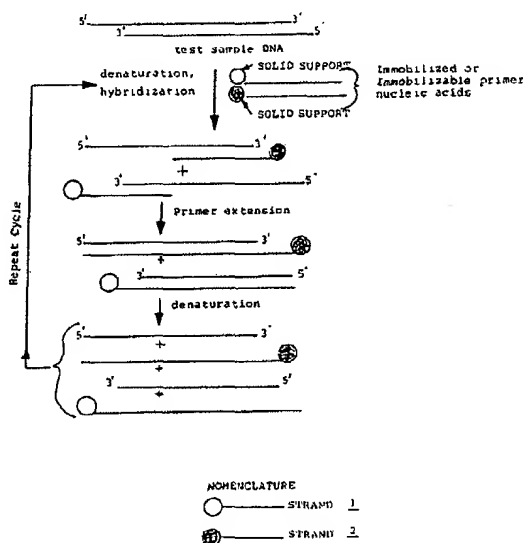 5' 3'
3' 5'
test sample DNA
denaturation,
hybridization
SOLID SUPPORT
SOLID SUPPORT
Immobilized or
Immobilizable primer
nucleic acids
5' 3'
+
3' 5'
Primer extension
5' 3'
+
3' 5'
denaturation
5' 3'
+
+
3' 5'
+
Repeat Cycle
NOMENCLATURE
STRAND 1
STRAND 2